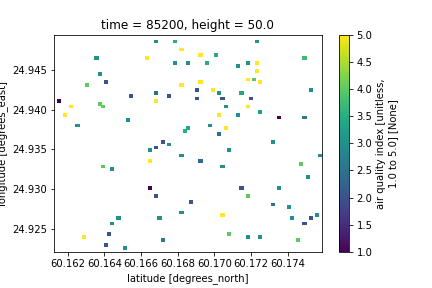 time = 85200, height = 50.0
longitude [degrees_east]
24.945
24.940
24.935
24.930
24.925
60.162 60.164 60.166 60.168 60.170 60.172 60.174
latitude [degrees_north]
5.0
4.5
4.0
3.5
3.0
2.5
2.0
1.5
1.0
air quality index [unitless,
1.0 to 5.0] [None]